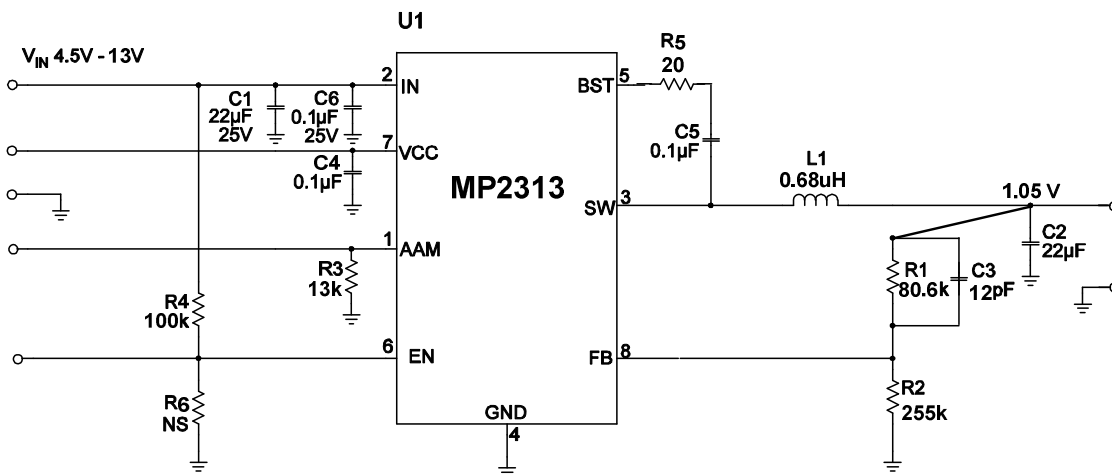 U1
V_IN 4.5V - 13V
2
IN
C1
22µF
25V
C6
0.1µF
25V
7
VCC
C4
0.1µF
1
AAM
R3
13k
R4
100k
6
EN
R6
NS
MP2313
GND
4
BST
5
R5
20
C5
0.1µF
SW
3
L1
0.68uH
1.05 V
C2
22µF
R1
80.6k
C3
12pF
FB
8
R2
255k